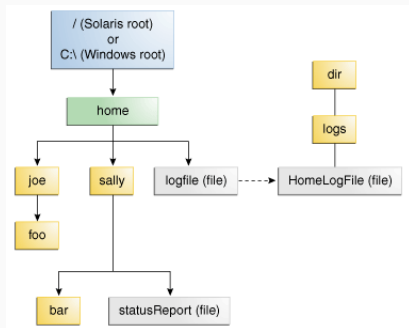 / (Solaris root)
or
C:\ (Windows root)
dir
home
logs
joe
sally
logfile (file)
HomeLogFile (file)
foo
bar
statusReport (file)